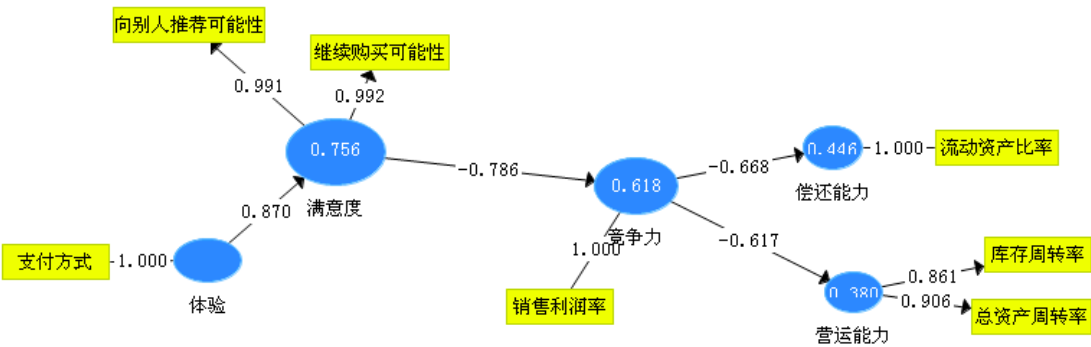 向别人推荐可能性
继续购买可能性
0.991
0.992
0.756
0.446
1.000
流动资产比率
-0.668
-0.786
0.618
偿还能力
0.870
满意度
竞争力
-0.617
1.000
支付方式
1.000
库存周转率
0.861
0.380
0.906
体验
销售利润率
总资产周转率
营运能力